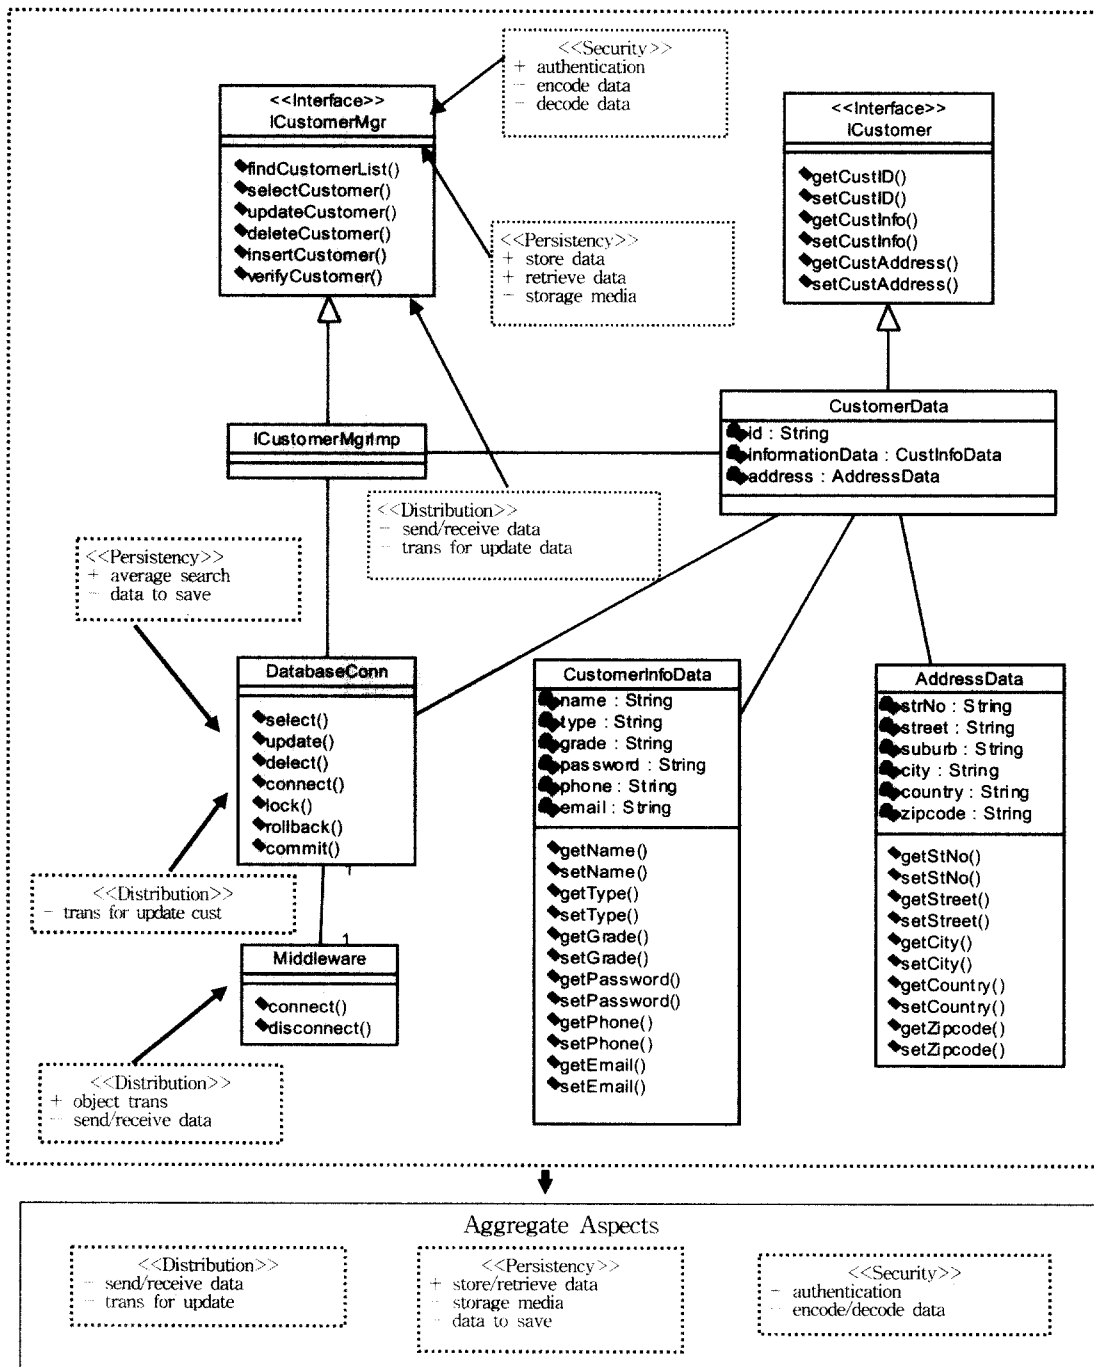 <<Security>>
+ authentication
- encode data
- decode data
<<Interface>>
ICustomerMgr
findCustomerList()
selectCustomer()
updateCustomer()
deleteCustomer()
insertCustomer()
verifyCustomer()
<<Interface>>
ICustomer
getCustID()
setCustID()
getCustInfo()
setCustInfo()
getCustAddress()
setCustAddress()
<<Persistency>>
+ store data
+ retrieve data
- storage media
ICustomerMgrImp
CustomerData
id : String
informationData : CustInfoData
address : AddressData
<<Distribution>>
- send/receive data
- trans for update data
<<Persistency>>
+ average search
- data to save
DatabaseConn
select()
update()
delect()
connect()
lock()
rollback()
commit()
1
CustomerInfoData
name : String
type : String
grade : String
password : String
phone : String
email : String
getName()
setName()
getType()
setType()
getGrade()
setGrade()
getPassword()
setPassword()
getPhone()
setPhone()
getEmail()
setEmail()
AddressData
strNo : String
street : String
suburb : String
city : String
country : String
zipcode : String
getStNo()
setStNo()
getStreet()
setStreet()
getCity()
setCity()
getCountry()
setCountry()
getZipcode()
setZipcode()
<<Distribution>>
- trans for update cust
1
Middleware
connect()
disconnect()
<<Distribution>>
+ object trans
- send/receive data
Aggregate Aspects
<<Distribution>>
- send/receive data
- trans for update
<<Persistency>>
+ store/retrieve data
- storage media
- data to save
<<Security>>
- authentication
- encode/decode data